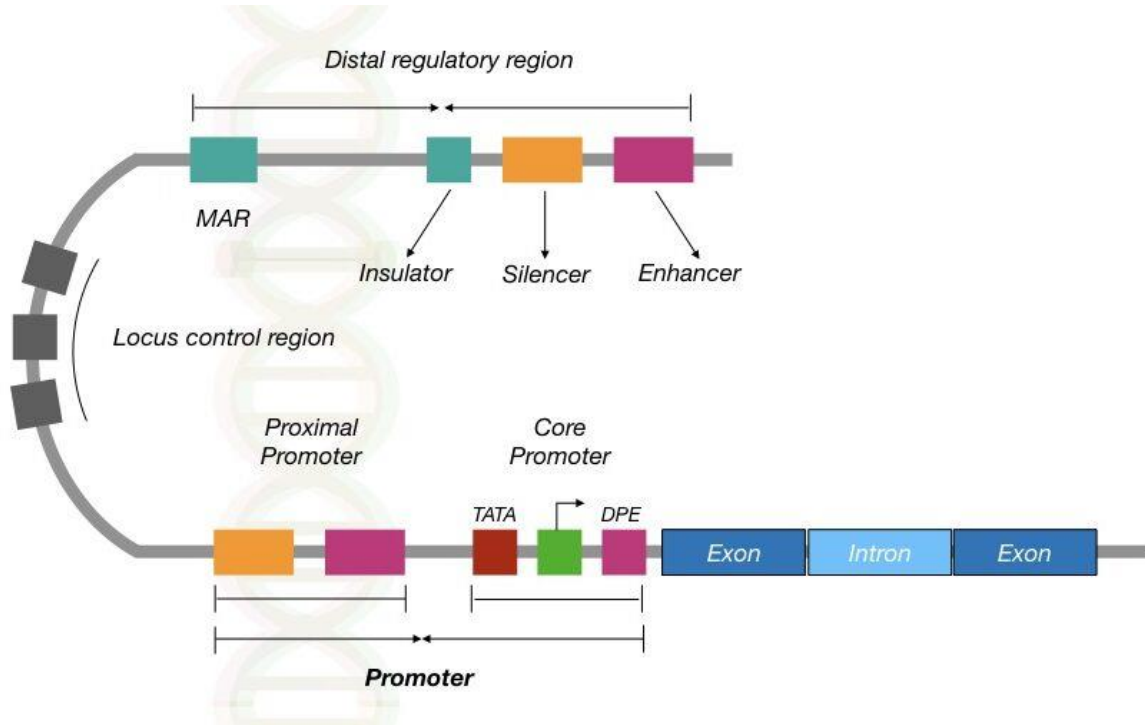 Distal regulatory region
MAR
Insulator
Silencer
Enhancer
Locus control region
Proximal
Promoter
Core
Promoter
TATA
DPE
Exon
Intron
Exon
Promoter